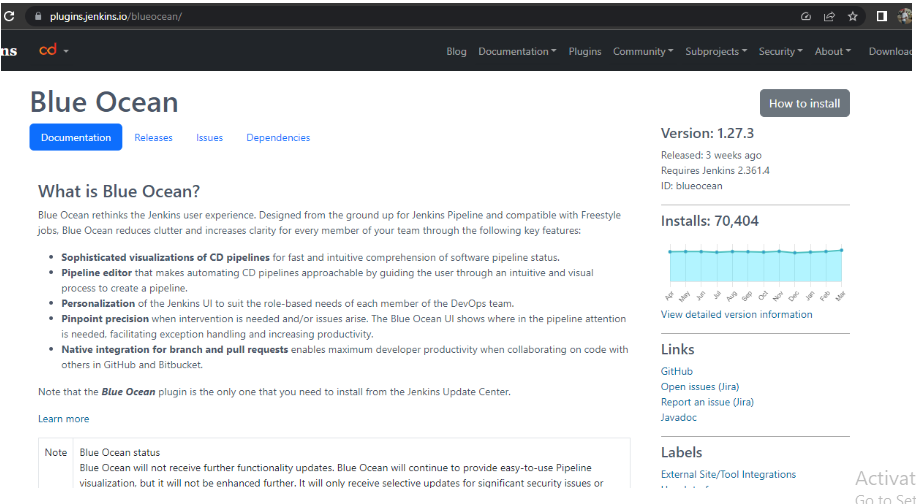 plugins.jenkins.io/blueocean/
ns cd Blog Documentation Plugins Community Subprojects Security About Downloac
Blue Ocean
How to install
Documentation Releases Issues Dependencies
What is Blue Ocean?
Blue Ocean rethinks the Jenkins user experience. Designed from the ground up for Jenkins Pipeline and compatible with Freestyle
jobs, Blue Ocean reduces clutter and increases clarity for every member of your team through the following key features:
• Sophisticated visualizations of CD pipelines for fast and intuitive comprehension of software pipeline status.
• Pipeline editor that makes automating CD pipelines approachable by guiding the user through an intuitive and visual
process to create a pipeline.
• Personalization of the Jenkins UI to suit the role-based needs of each member of the DevOps team.
• Pinpoint precision when intervention is needed and/or issues arise. The Blue Ocean UI shows where in the pipeline attention
is needed, facilitating exception handling and increasing productivity.
• Native integration for branch and pull requests enables maximum developer productivity when collaborating on code with
others in GitHub and Bitbucket.
Note that the Blue Ocean plugin is the only one that you need to install from the Jenkins Update Center.
Learn more
Note Blue Ocean status
Blue Ocean will not receive further functionality updates. Blue Ocean will continue to provide easy-to-use Pipeline
visualization, but it will not be enhanced further. It will only receive selective updates for significant security issues or
Version: 1.27.3
Released: 3 weeks ago
Requires Jenkins 2.361.4
ID: blueocean
Installs: 70,404
Apr May Jun Jul Aug Sep Oct Nov Dec Jan Feb Mar
View detailed version information
Links
GitHub
Open issues (Jira)
Report an issue (Jira)
Javadoc
Labels
External Site/Tool Integrations
Activat
Go to Set